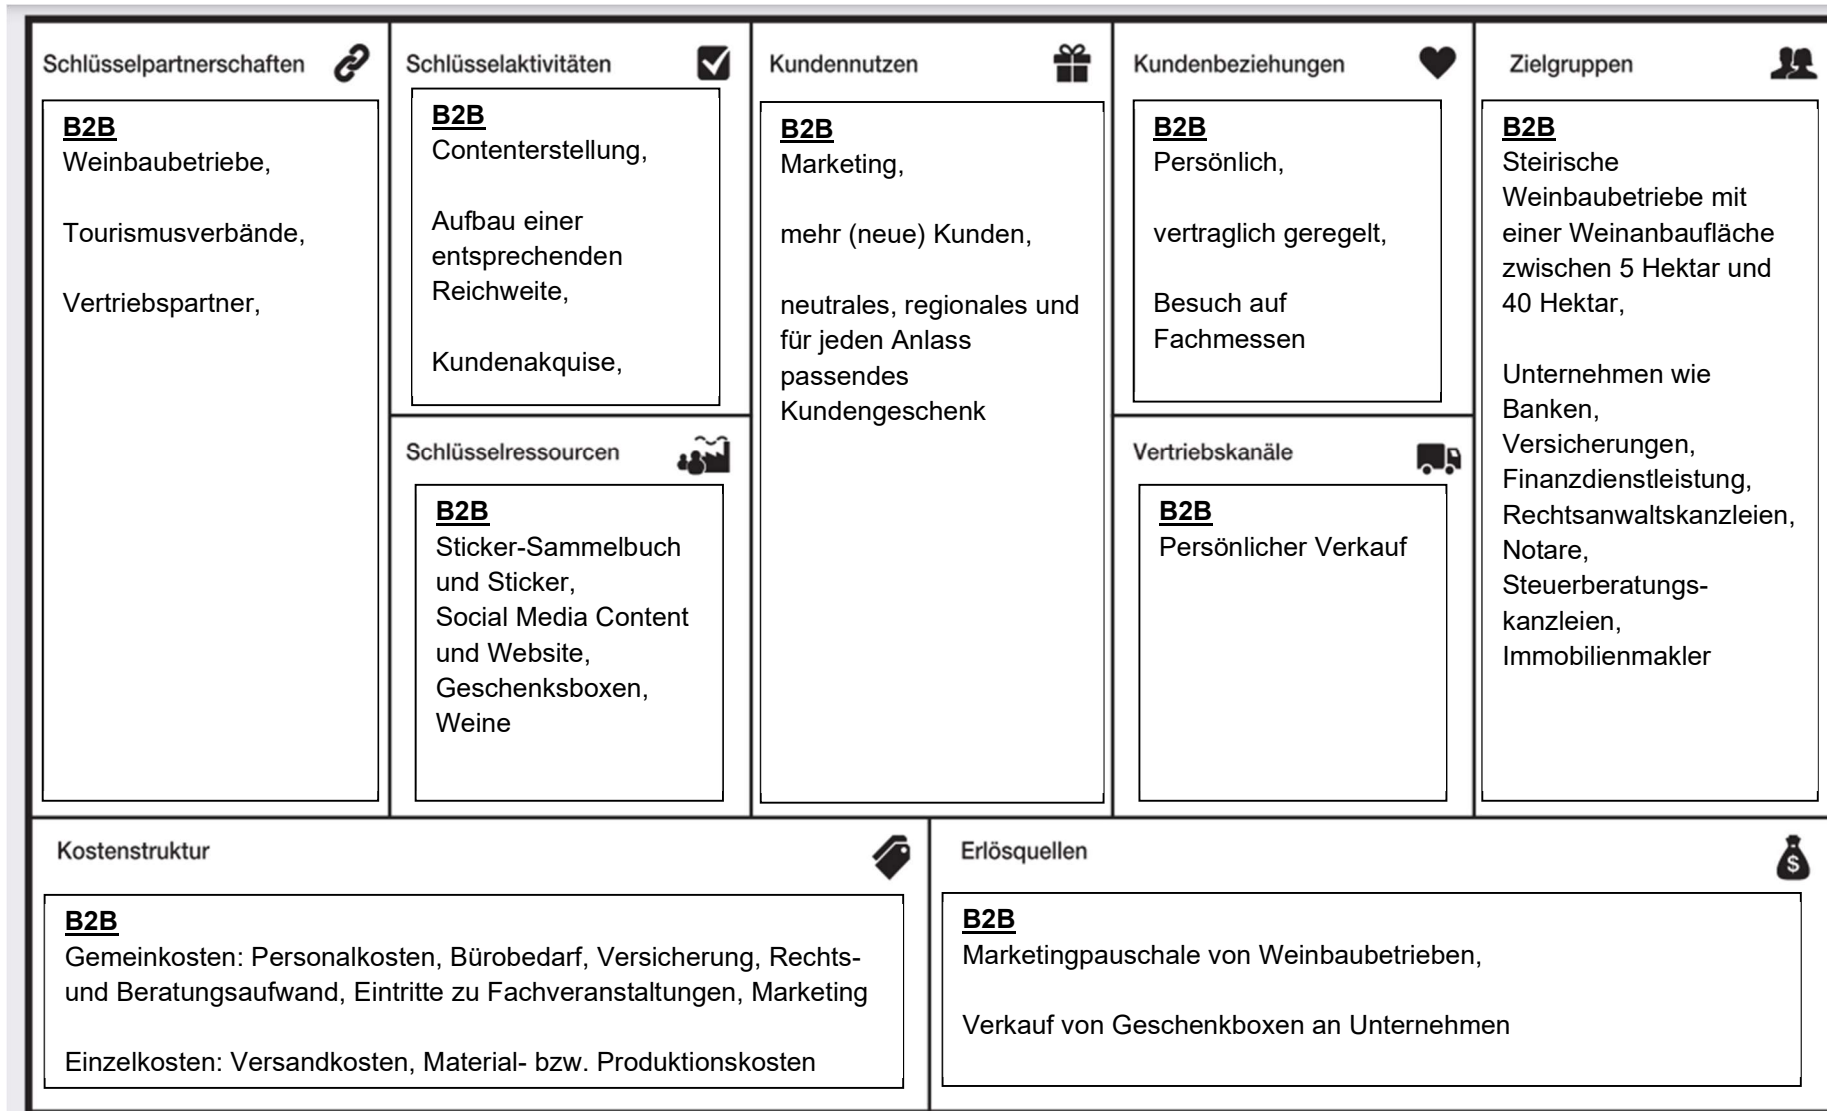 Schlüsselpartnerschaften
B2B
Weinbaubetriebe,
Tourismusverbände,
Vertriebspartner,
Schlüsselaktivitäten
B2B
Contenterstellung,
Aufbau einer
entsprechenden
Reichweite,
Kundenakquise,
Schlüsselressourcen
B2B
Sticker-Sammelbuch
und Sticker,
Social Media Content
und Website,
Geschenksboxen,
Weine
Kundennutzen
B2B
Marketing,
mehr (neue) Kunden,
neutrales, regionales und
für jeden Anlass
passendes
Kundengeschenk
Kundenbeziehungen
B2B
Persönlich,
vertraglich geregelt,
Besuch auf
Fachmessen
Vertriebskanäle
B2B
Persönlicher Verkauf
Zielgruppen
B2B
Steirische
Weinbaubetriebe mit
einer Weinanbaufläche
zwischen 5 Hektar und
40 Hektar,
Unternehmen wie
Banken,
Versicherungen,
Finanzdienstleistung,
Rechtsanwaltskanzleien,
Notare,
Steuerberatungs-
kanzleien,
Immobilienmakler
Kostenstruktur
B2B
Gemeinkosten: Personalkosten, Bürobedarf, Versicherung, Rechts-
und Beratungsaufwand, Eintritte zu Fachveranstaltungen, Marketing
Einzelkosten: Versandkosten, Material- bzw. Produktionskosten
Erlösquellen
$
B2B
Marketingpauschale von Weinbaubetrieben,
Verkauf von Geschenkboxen an Unternehmen